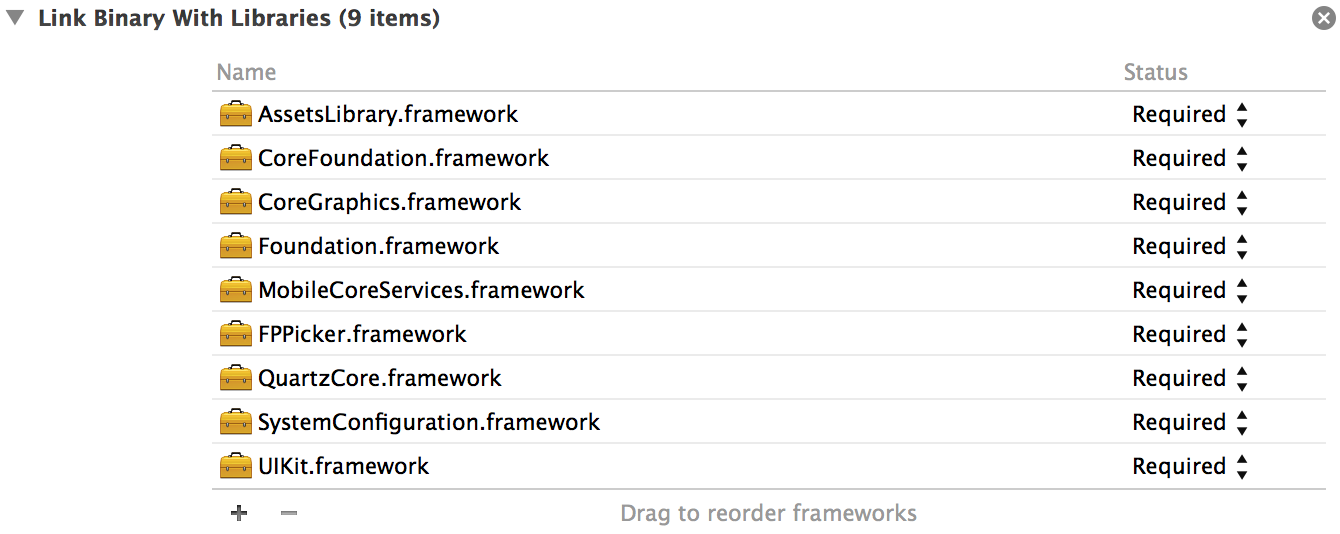 Link Binary With Libraries (9 items)
Name Status
AssetsLibrary.framework Required
CoreFoundation.framework Required
CoreGraphics.framework Required
Foundation.framework Required
MobileCoreServices.framework Required
FPPicker.framework Required
QuartzCore.framework Required
SystemConfiguration.framework Required
UIKit.framework Required
Drag to reorder frameworks